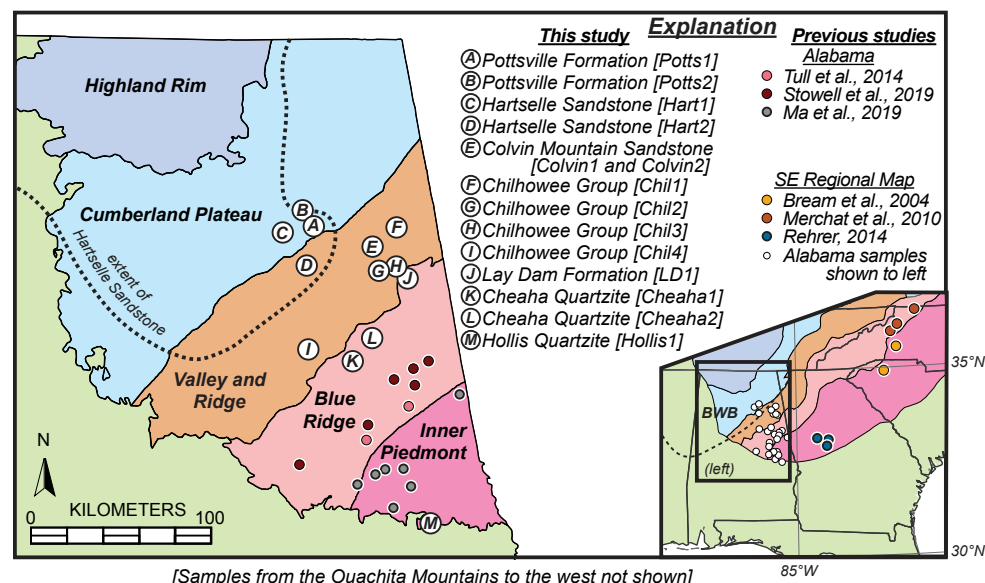 Explanation
This study
Ⓐ Pottsville Formation [Potts1]
Ⓑ Pottsville Formation [Potts2]
Ⓒ Hartselle Sandstone [Hart1]
Ⓓ Hartselle Sandstone [Hart2]
Ⓔ Colvin Mountain Sandstone
[Colvin1 and Colvin2]
Ⓕ Chilhowee Group [Chil1]
Ⓖ Chilhowee Group [Chil2]
Ⓗ Chilhowee Group [Chil3]
Ⓘ Chilhowee Group [Chil4]
Ⓙ Lay Dam Formation [LD1]
Ⓚ Cheaha Quartzite [Cheaha1]
Ⓛ Cheaha Quartzite [Cheaha2]
Ⓜ Hollis Quartzite [Hollis1]
Previous studies
Alabama
Tull et al., 2014
Stowell et al., 2019
Ma et al., 2019
SE Regional Map
Bream et al., 2004
Merchat et al., 2010
Rehrer, 2014
Alabama samples
shown to left
Highland Rim
Cumberland Plateau
extent of
Hartselle Sandstone
Valley and
Ridge
Blue
Ridge
Inner
Piedmont
B
A
C
D
E
F
G
H
J
I
L
K
M
N
KILOMETERS
0
100
BWB
(left)
35°N
30°N
85°W
[Samples from the Ouachita Mountains to the west not shown]